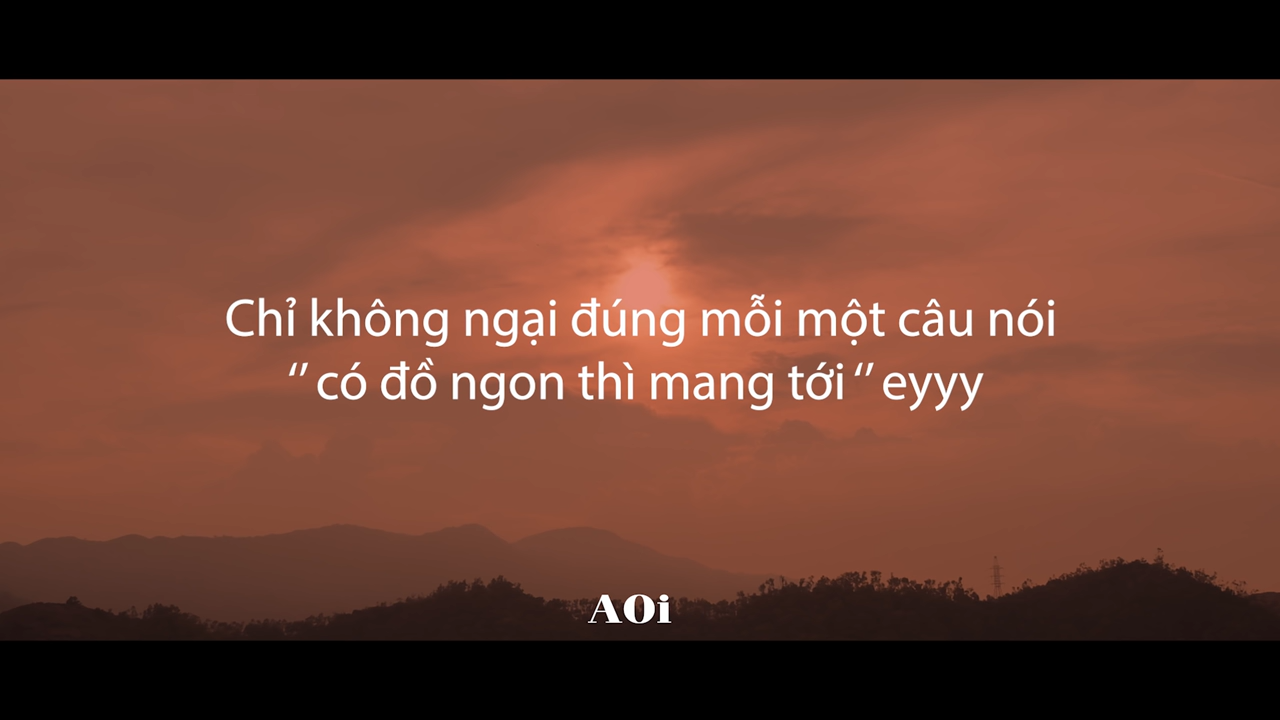 Chỉ không ngại đúng mỗi một câu nói
“ có đồ ngon thì mang tới “ eyyy
AOi